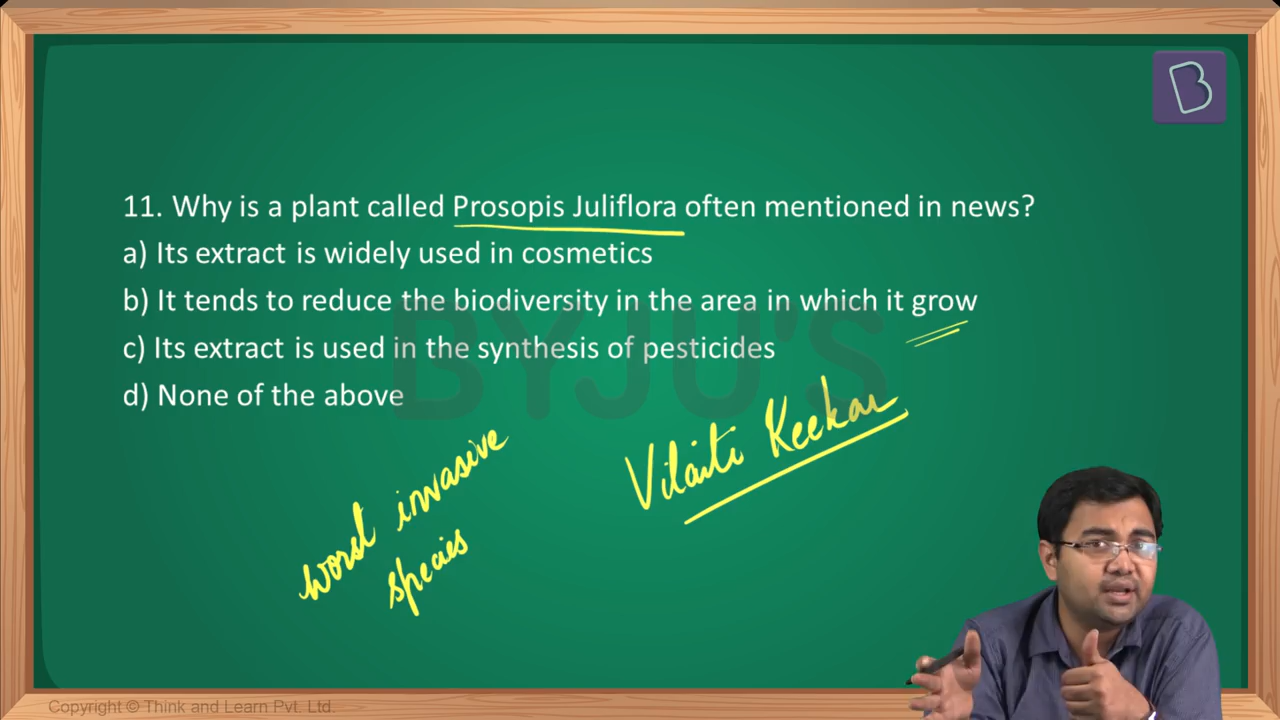 B
11. Why is a plant called Prosopis Juliflora often mentioned in news?
a) Its extract is widely used in cosmetics
b) It tends to reduce the biodiversity in the area in which it grow
c) Its extract is used in the synthesis of pesticides
d) None of the above
BYJU'S
Vilaiti Keekar
worst invasive
species
Copyright © Think and Learn Pvt. Ltd.